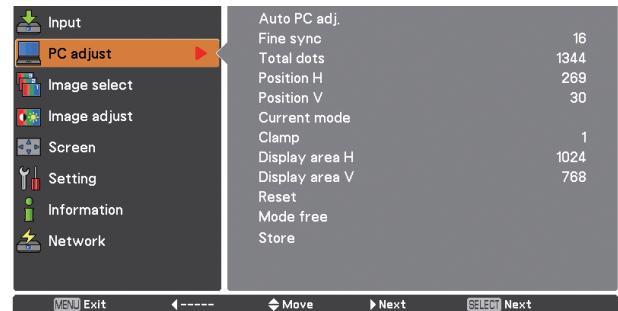 Input
PC adjust
Image select
Image adjust
Screen
Setting
Information
Network
Auto PC adj.
Fine sync 16
Total dots 1344
Position H 269
Position V 30
Current mode
Clamp 1
Display area H 1024
Display area V 768
Reset
Mode free
Store
MENU Exit ----- Move Next SELECT Next